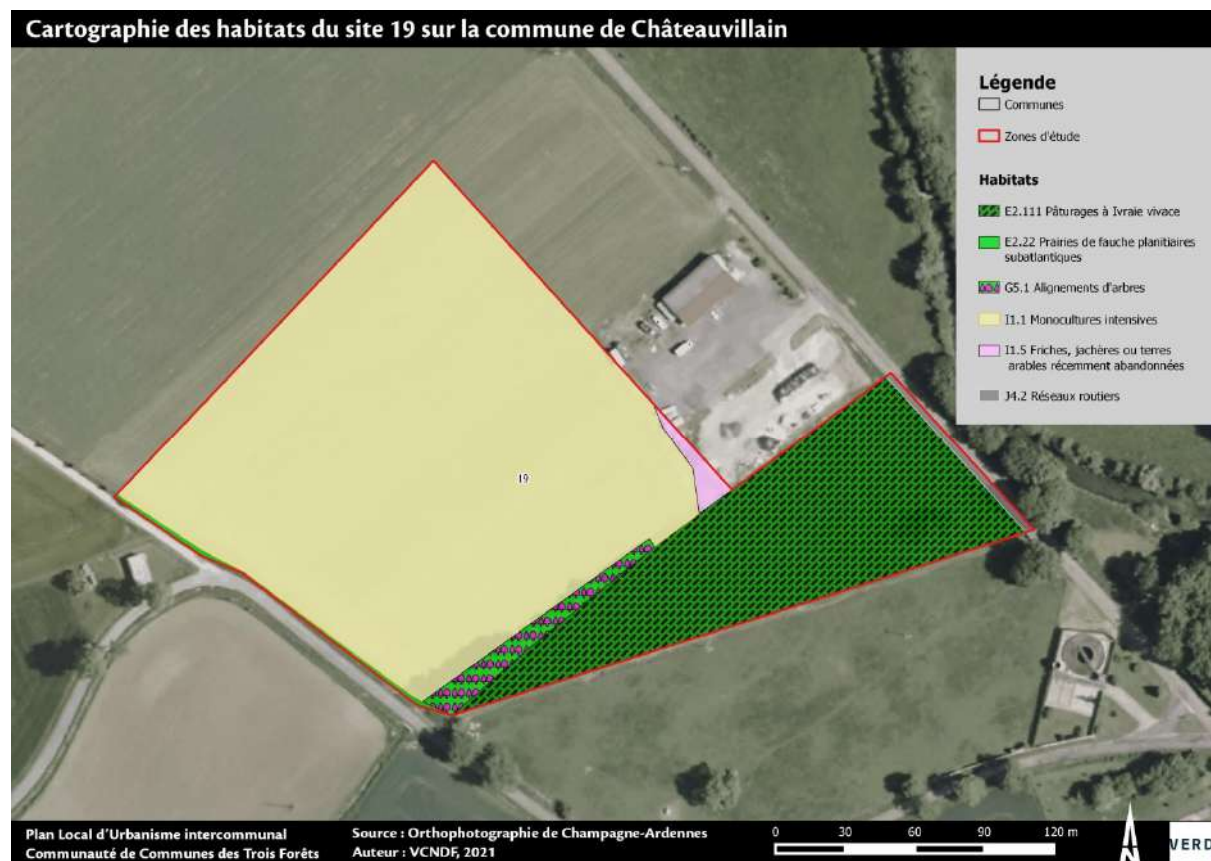 Cartographie des habitats du site 19 sur la commune de Châteauvillain
Légende
Communes
Zones d'étude
Habitats
E2.111 Pâturages à Ivraie vivace
E2.22 Prairies de fauche planitiaires
subatlantiques
G5.1 Alignements d'arbres
I1.1 Monocultures intensives
I1.5 Friches, jachères ou terres
arables récemment abandonnées
J4.2 Réseaux routiers
19
Plan Local d'Urbanisme intercommunal
Communauté de Communes des Trois Forêts
Source : Orthophotographie de Champagne-Ardennes
Auteur : VCNDF, 2021
0 30 60 90 120 m
N
VERD